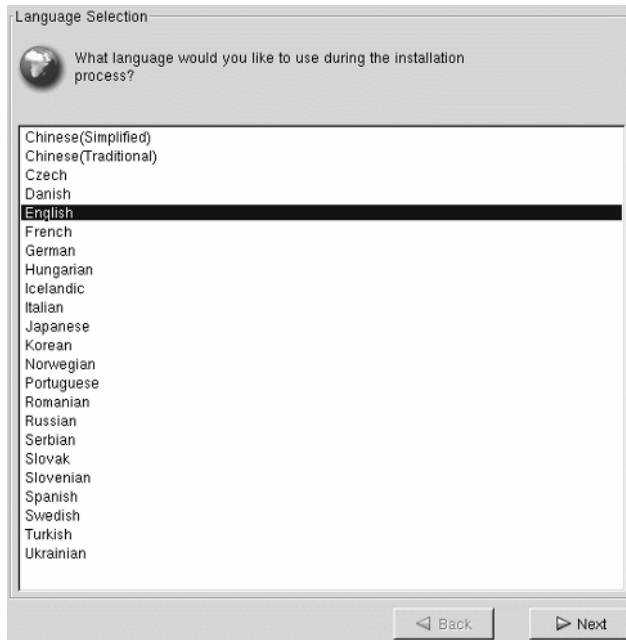 Language Selection
What language would you like to use during the installation
process?
Chinese(Simplified)
Chinese(Traditional)
Czech
Danish
English
French
German
Hungarian
Icelandic
Italian
Japanese
Korean
Norwegian
Portuguese
Romanian
Russian
Serbian
Slovak
Slovenian
Spanish
Swedish
Turkish
Ukrainian
Back
Next